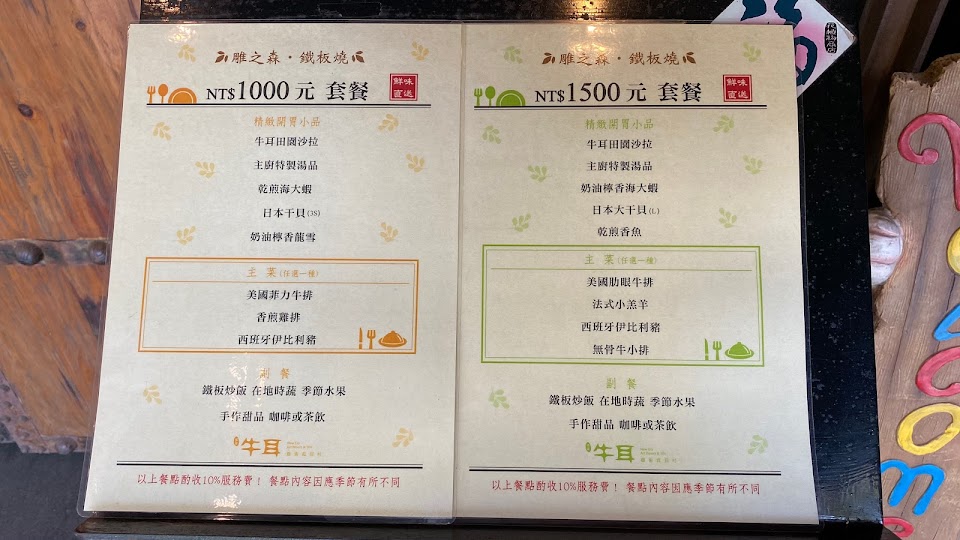 雕之森・鐵板燒
NT$1000元 套餐
鮮味
直送
精緻開胃小品
牛耳田園沙拉
主廚特製湯品
乾煎海大蝦
日本干貝(3S)
奶油檸香龍雪
主 菜(任選一種)
美國菲力牛排
香煎雞排
西班牙伊比利豬
副 餐
鐵板炒飯 在地時蔬 季節水果
手作甜品 咖啡或茶飲
牛耳
以上餐點酌收10%服務費！ 餐點內容因應季節有所不同
雕之森・鐵板燒
NT$1500元 套餐
鮮味
直送
精緻開胃小品
牛耳田園沙拉
主廚特製湯品
奶油檸香海大蝦
日本大干貝(L)
乾煎香魚
主 菜(任選一種)
美國肋眼牛排
法式小羔羊
西班牙伊比利豬
無骨牛小排
副 餐
鐵板炒飯 在地時蔬 季節水果
手作甜品 咖啡或茶飲
牛耳
以上餐點酌收10%服務費！ 餐點內容因應季節有所不同